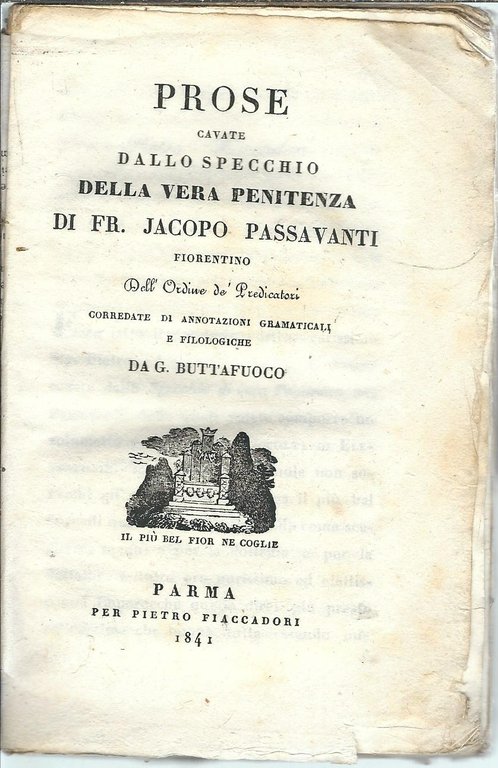 PROSE
CAVATE
DALLO SPECCHIO
DELLA VERA PENITENZA
DI FR. JACOPO PASSAVANTI
FIORENTINO
Dell' Ordine de' Predicatori
CORREDATE DI ANNOTAZIONI GRAMATICALI
E FILOLOGICHE
DA G. BUTTAFUOCO
IL PIÙ BEL FIOR NE COGLIE
PARMA
PER PIETRO FIACCADORI
1841